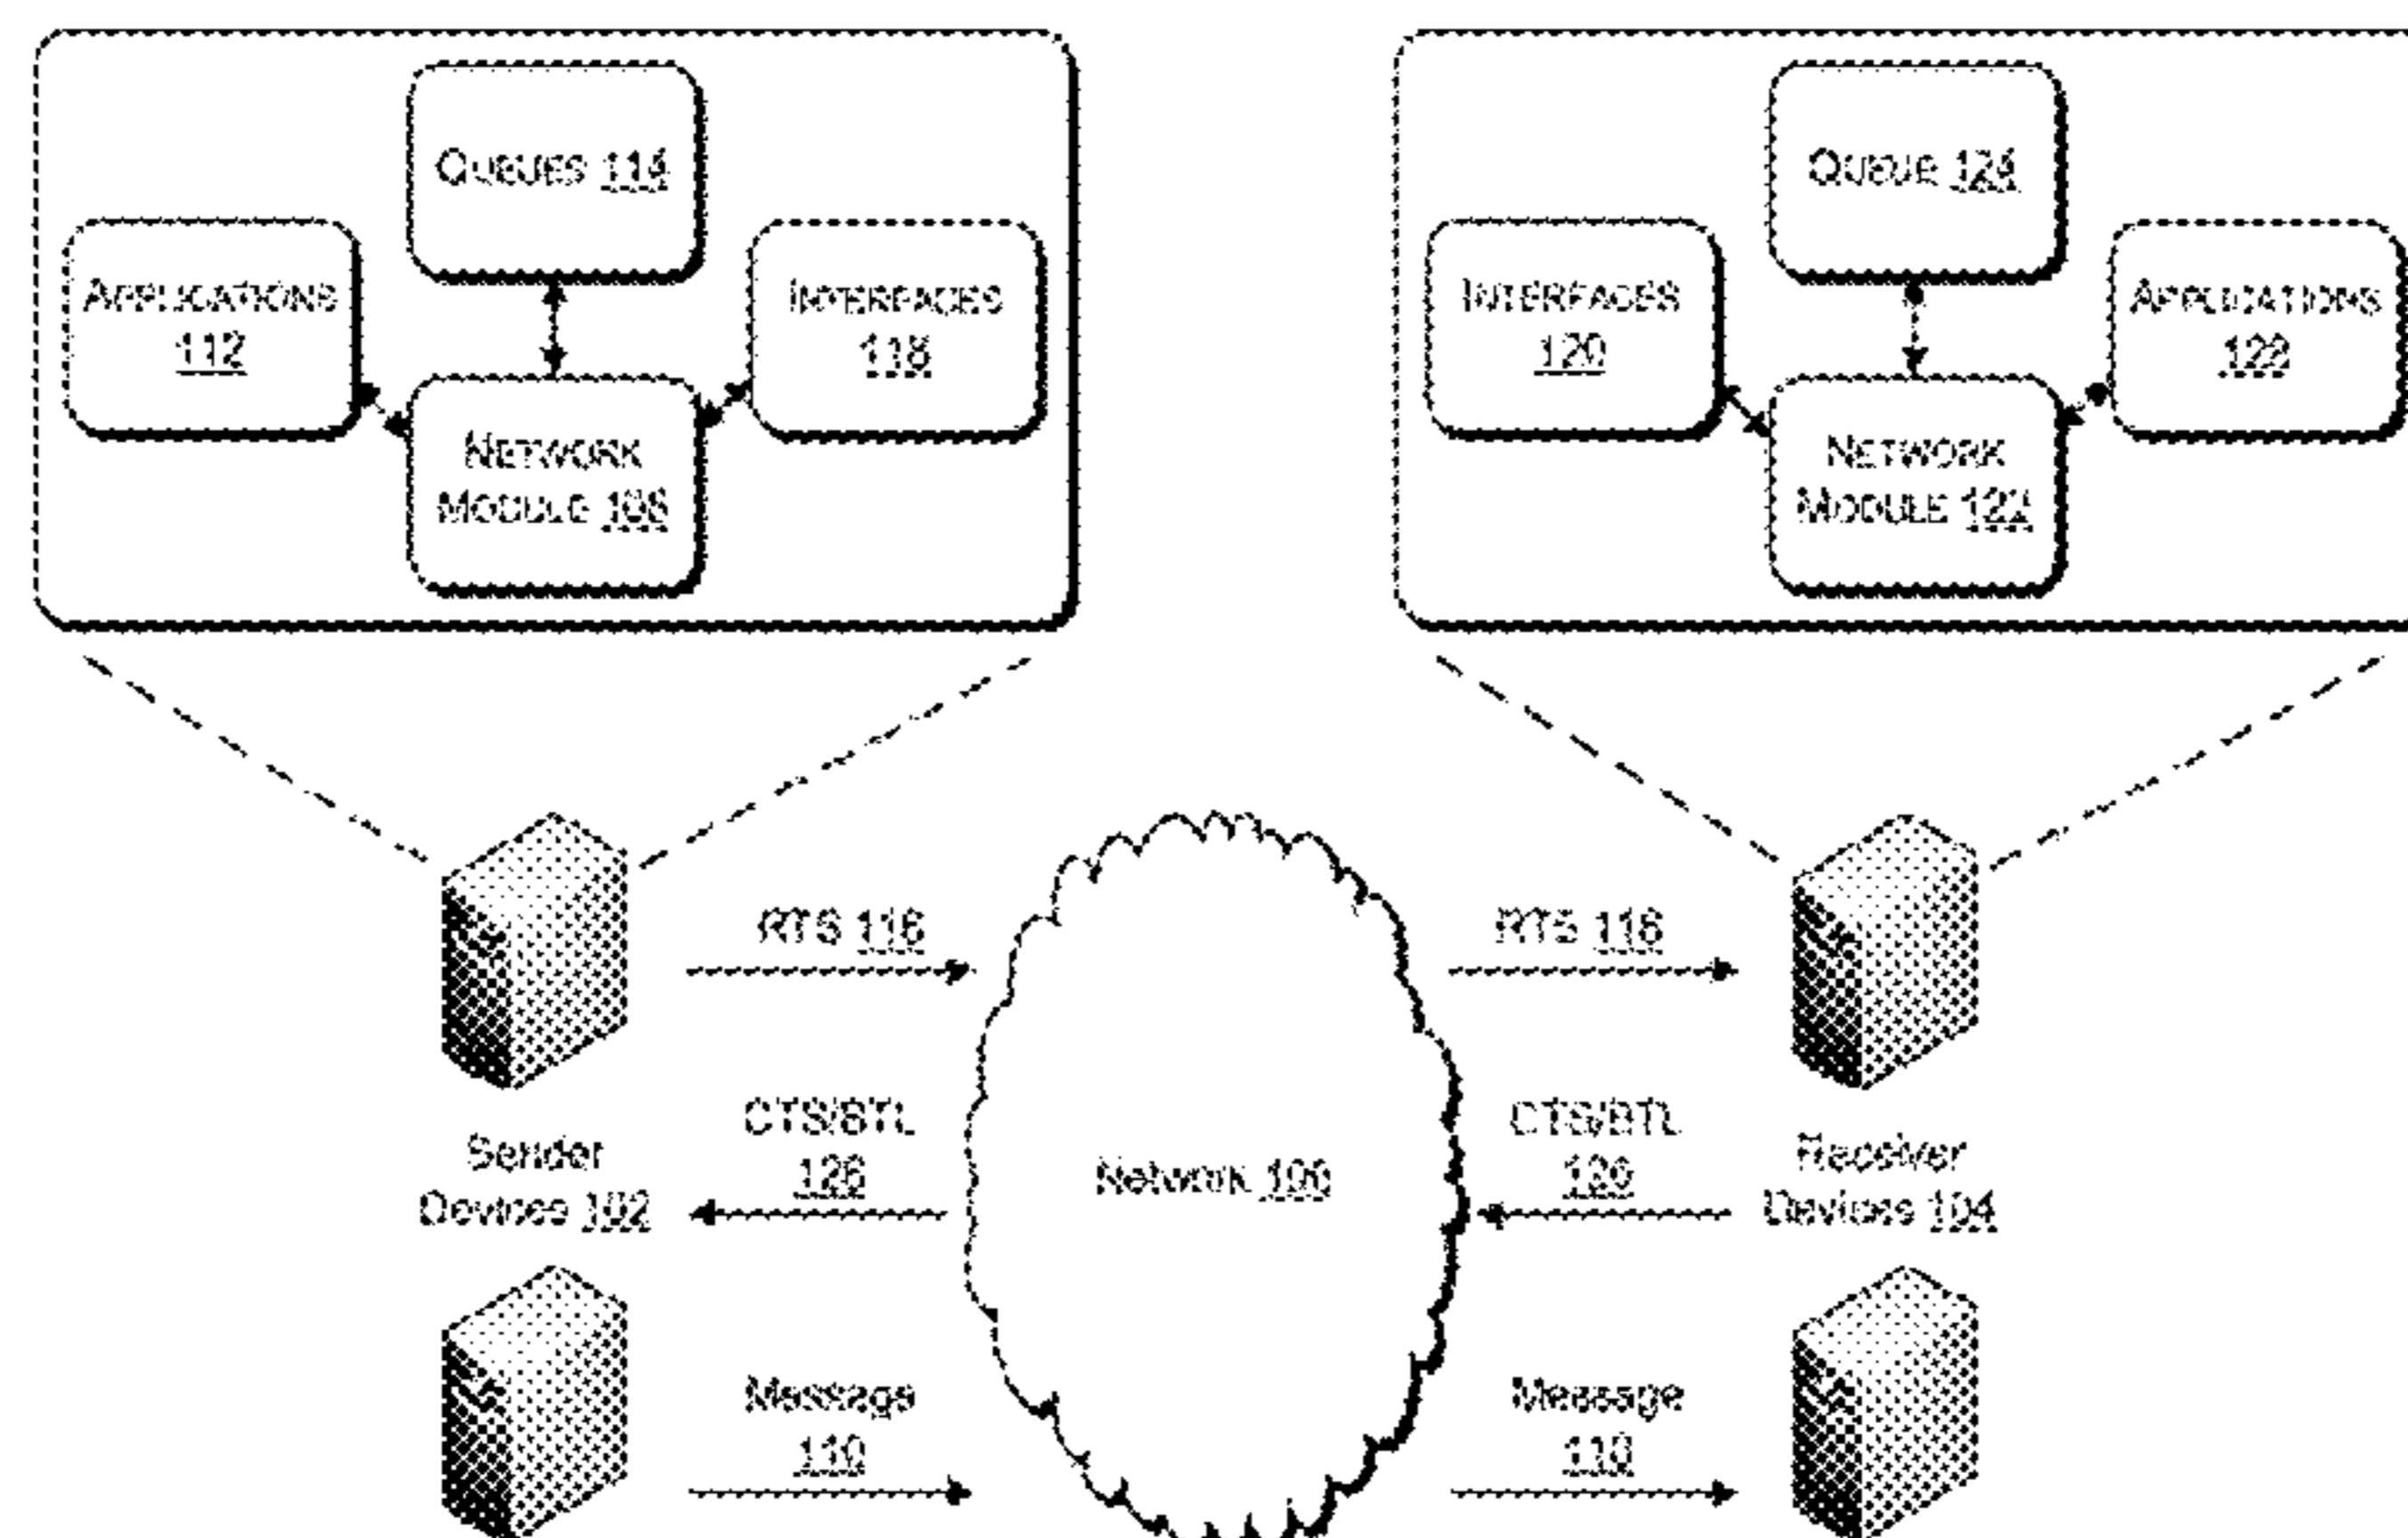 QUEUES 114
APPLICATIONS
112
INTERFACES
118
NETWORK
MODULE 108
QUEUE 124
INTERFACES
120
APPLICATIONS
128
NETWORK
MODULE 122
RTS 116
RTS 116
CTS/BTL
126
CTS/BTL
126
Sender
Devices 102
Network 106
Receiver
Devices 104
Message
110
Message
110